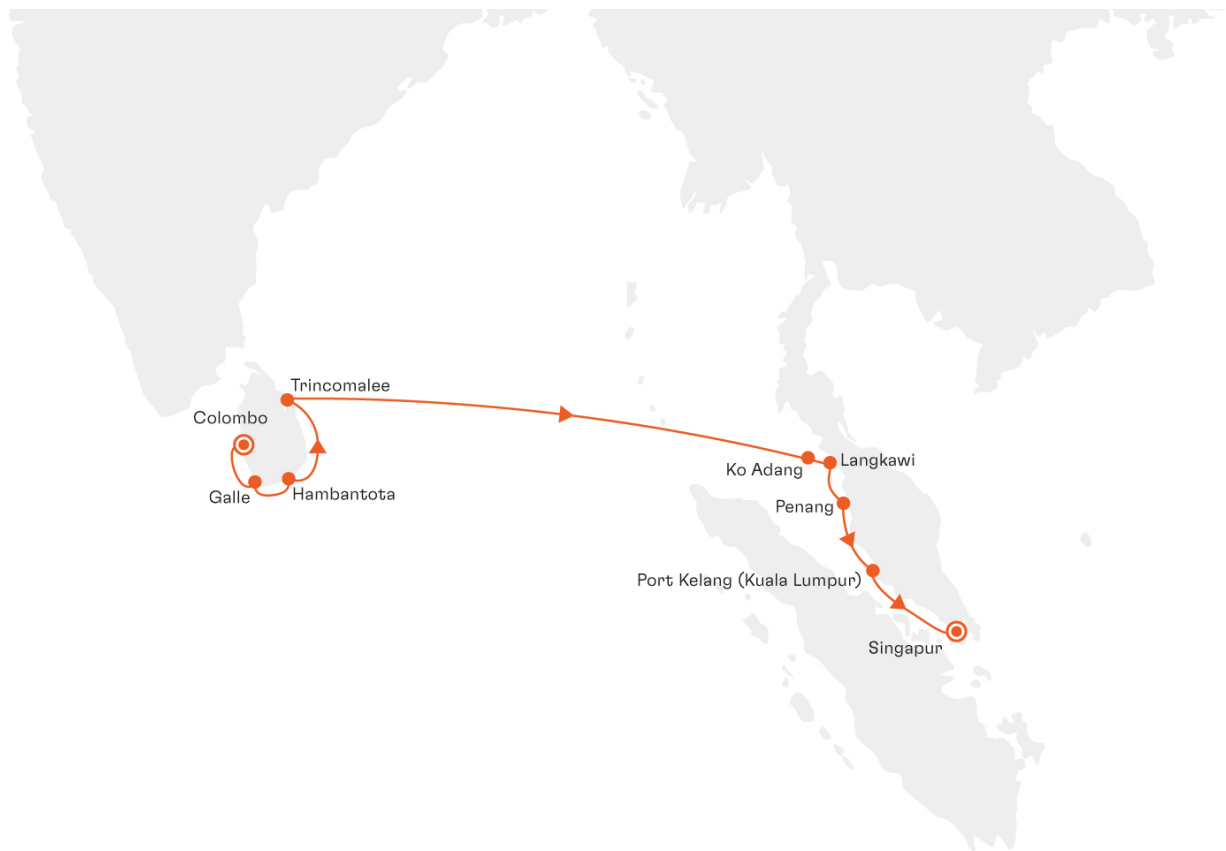 Trincomalee
Colombo
Galle
Hambantota
Ko Adang
Langkawi
Penang
Port Kelang (Kuala Lumpur)
Singapur